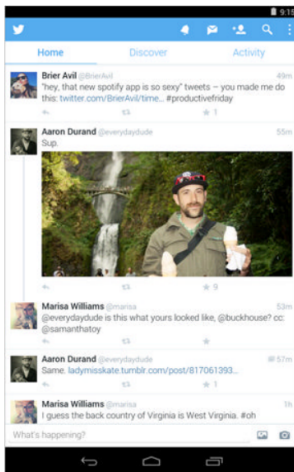 9:15
Home Discover Activity
Brier Avil @BrierAvil 49m
"hey, that new spotify app is so sexy" tweets – you made me do
this: twitter.com/BrierAvil/time... #productivefriday
1
Aaron Durand @everydaydude 55m
Sup.
9
Marisa Williams @marisa 53m
@everydaydude is this what yours looked like, @buckhouse? cc:
@samanthatoy
Aaron Durand @everydaydude 57m
Same. ladymisskate.tumblr.com/post/817061393...
1
Marisa Williams @marisa 1h
I guess the back country of Virginia is West Virginia. #oh
What's happening?